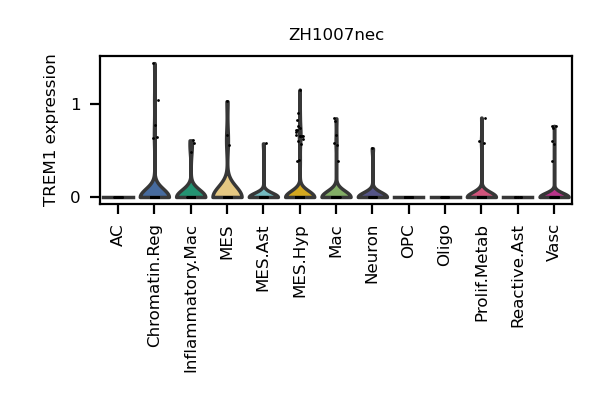 ZH1007nec
TREM1 expression
1
0
AC
Chromatin.Reg
Inflammatory.Mac
MES
MES.Ast
MES.Hyp
Mac
Neuron
OPC
Oligo
Prolif.Metab
Reactive.Ast
Vasc